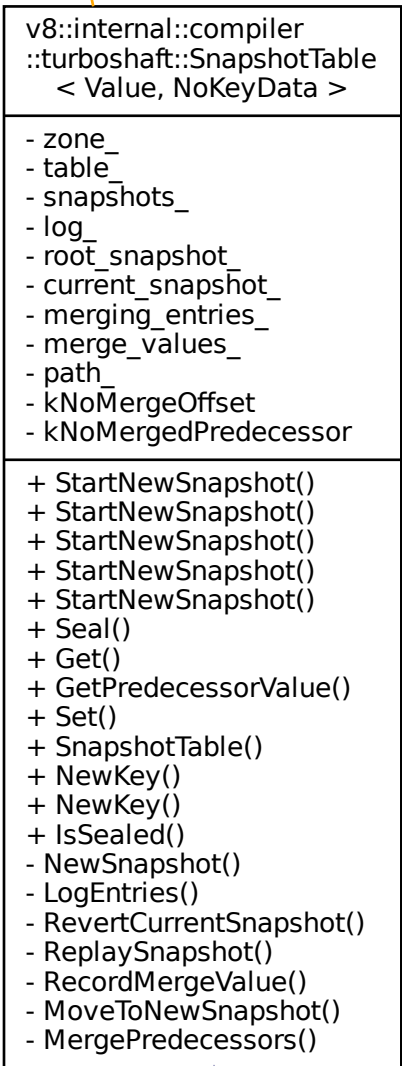 v8::internal::compiler
::turboshaft::SnapshotTable
< Value, NoKeyData >
- zone_
- table_
- snapshots_
- log_
- root_snapshot_
- current_snapshot_
- merging_entries_
- merge_values_
- path_
- kNoMergeOffset
- kNoMergedPredecessor
+ StartNewSnapshot()
+ StartNewSnapshot()
+ StartNewSnapshot()
+ StartNewSnapshot()
+ StartNewSnapshot()
+ Seal()
+ Get()
+ GetPredecessorValue()
+ Set()
+ SnapshotTable()
+ NewKey()
+ NewKey()
+ IsSealed()
- NewSnapshot()
- LogEntries()
- RevertCurrentSnapshot()
- ReplaySnapshot()
- RecordMergeValue()
- MoveToNewSnapshot()
- MergePredecessors()